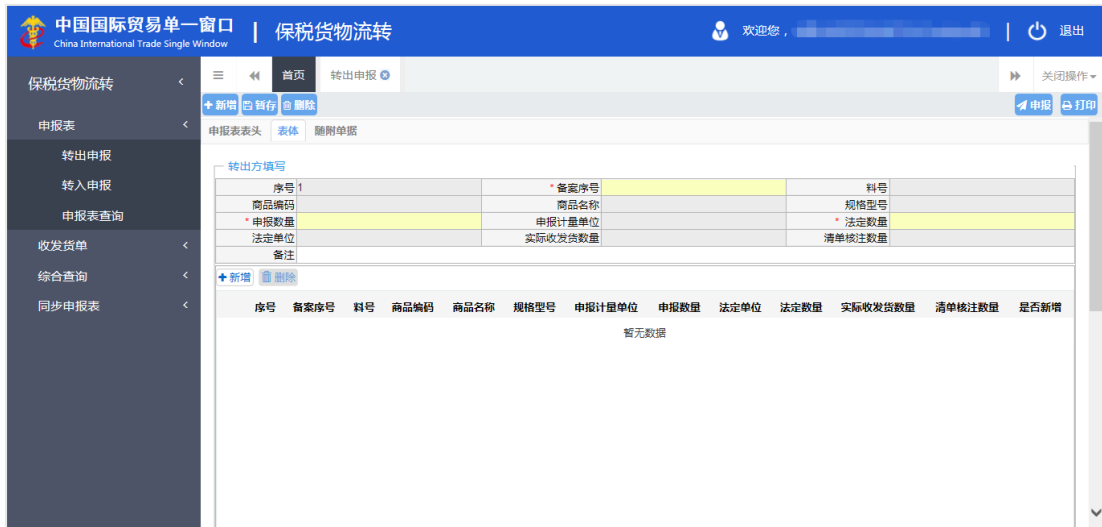 中国国际贸易单一窗口 | 保税货物流转 欢迎您， | 退出
China International Trade Single Window
保税货物流转 首页 转出申报 关闭操作
新增 暂存 删除 申报 打印
申报表 申报表表头 表体 随附单据
转出申报
转出方填写
转入申报
序号 1 * 备案序号 料号
商品编码 商品名称 规格型号
申报表查询
* 申报数量 申报计量单位 * 法定数量
法定单位 实际收发货数量 清单核注数量
收发货单
备注
综合查询
新增 删除
同步申报表
序号 备案序号 料号 商品编码 商品名称 规格型号 申报计量单位 申报数量 法定单位 法定数量 实际收发货数量 清单核注数量 是否新增
暂无数据